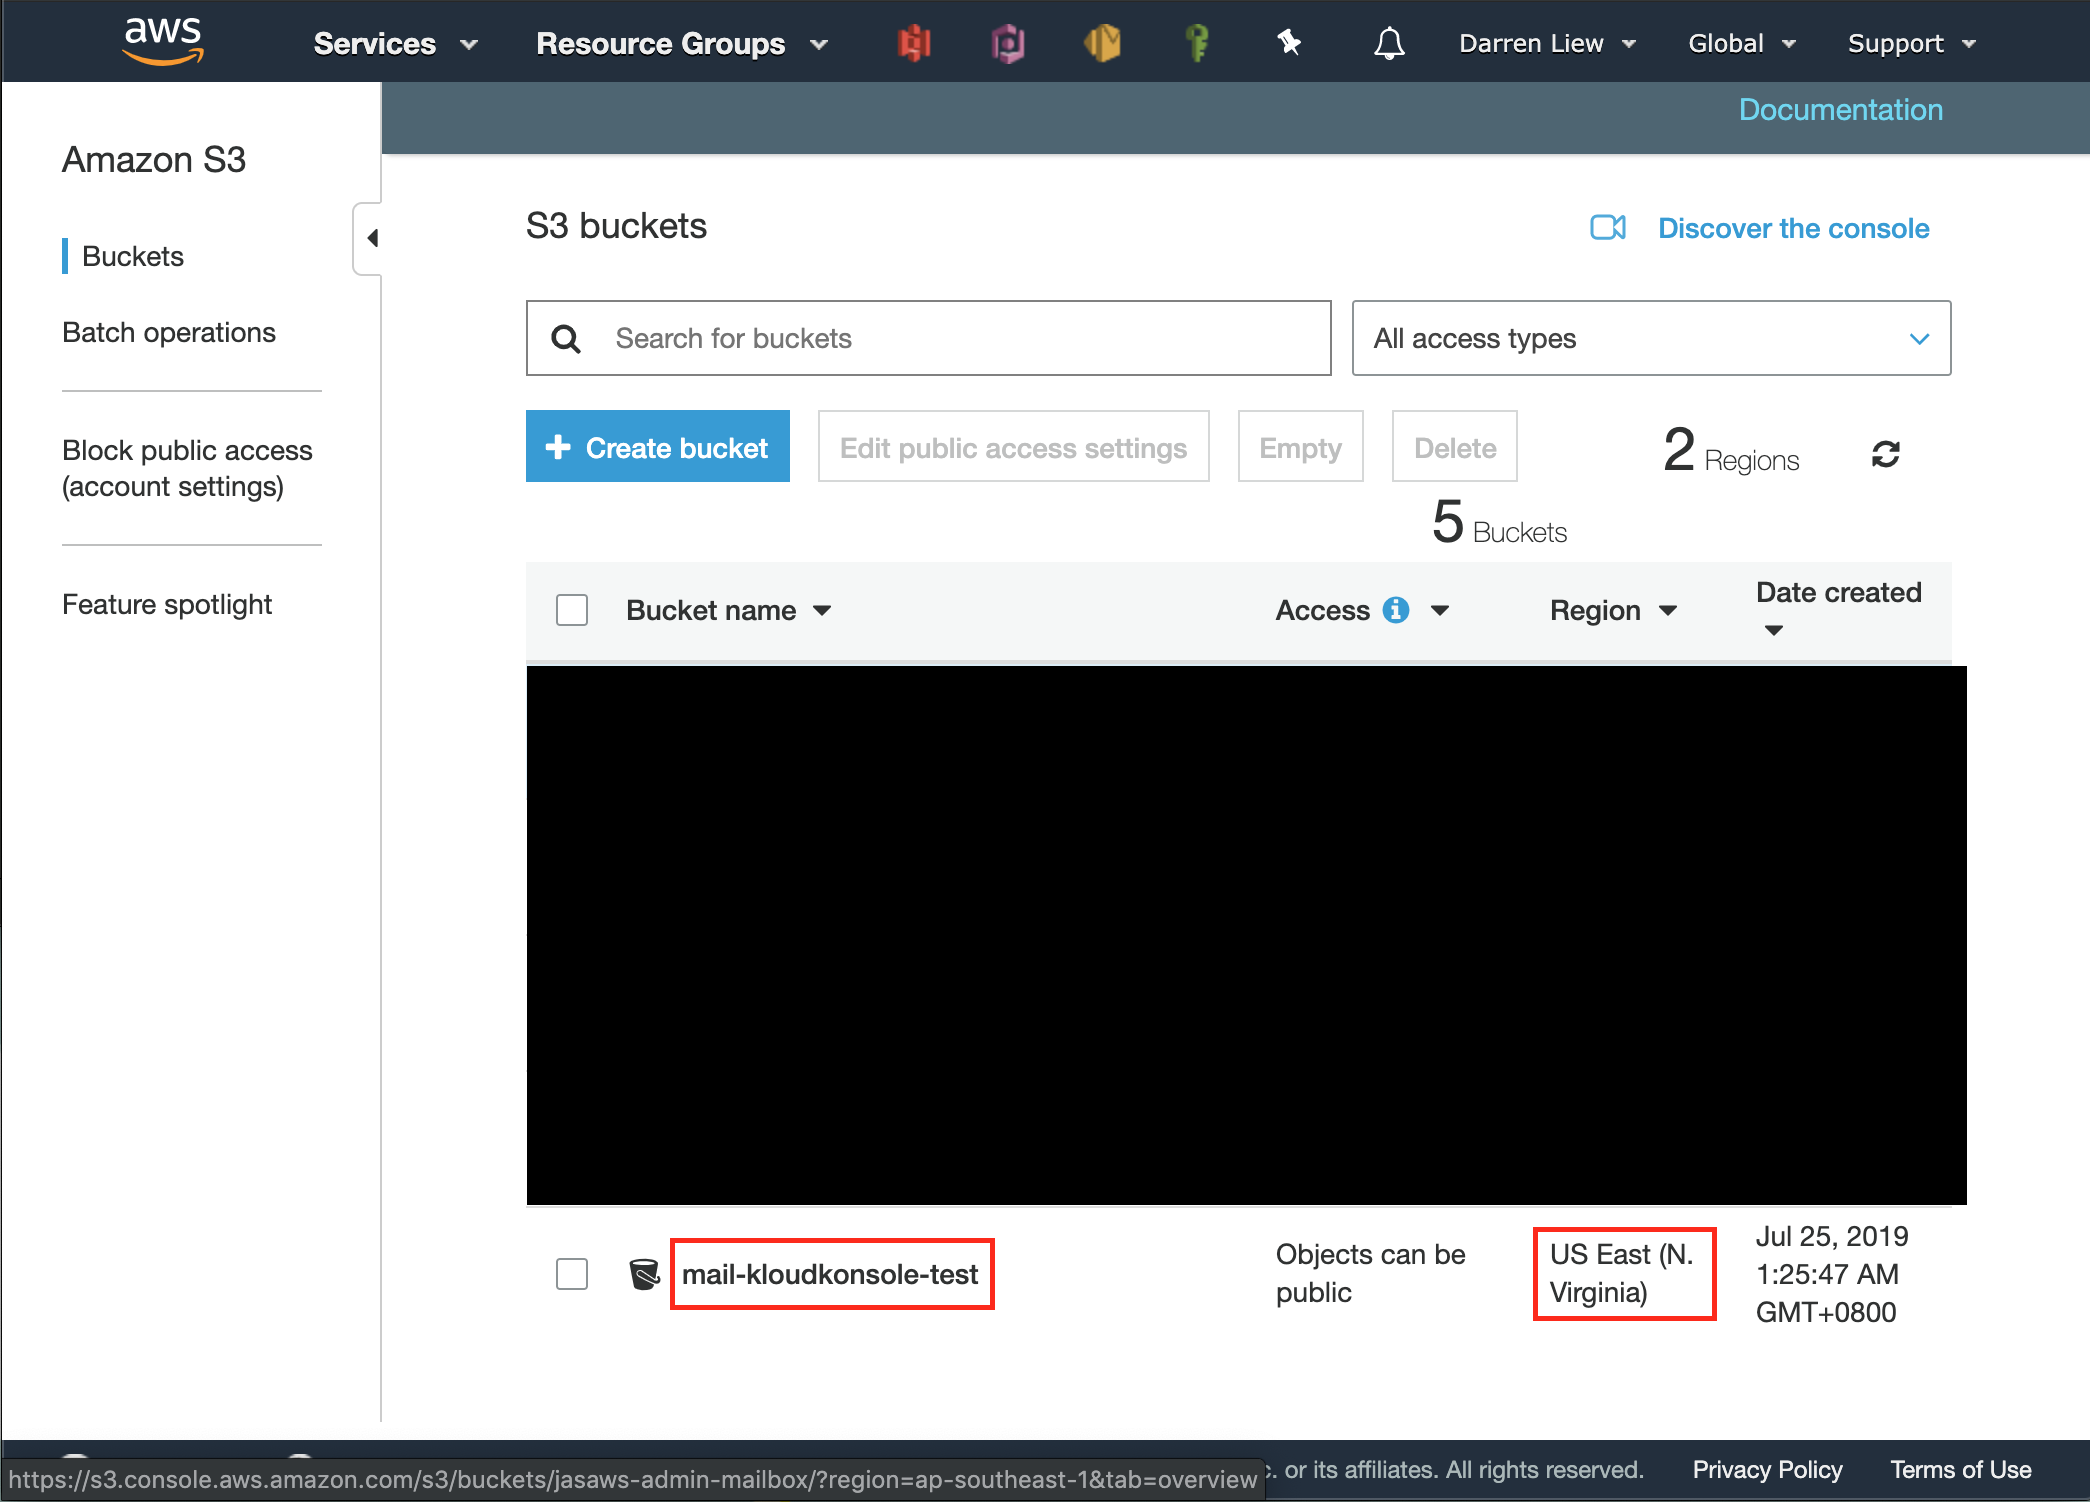 aws Services Resource Groups Darren Liew Global Support
Documentation
Amazon S3
Buckets
Batch operations
Block public access
(account settings)
Feature spotlight
S3 buckets
Discover the console
Search for buckets
All access types
Create bucket Edit public access settings Empty Delete 2 Regions
5 Buckets
Bucket name Access Region Date created
mail-kloudkonsole-test
Objects can be
public
US East (N.
Virginia)
Jul 25, 2019
1:25:47 AM
GMT+0800
https://s3.console.aws.amazon.com/s3/buckets/jasaws-admin-mailbox/?region=ap-southeast-1&tab=overview
or its affiliates. All rights reserved. Privacy Policy Terms of Use